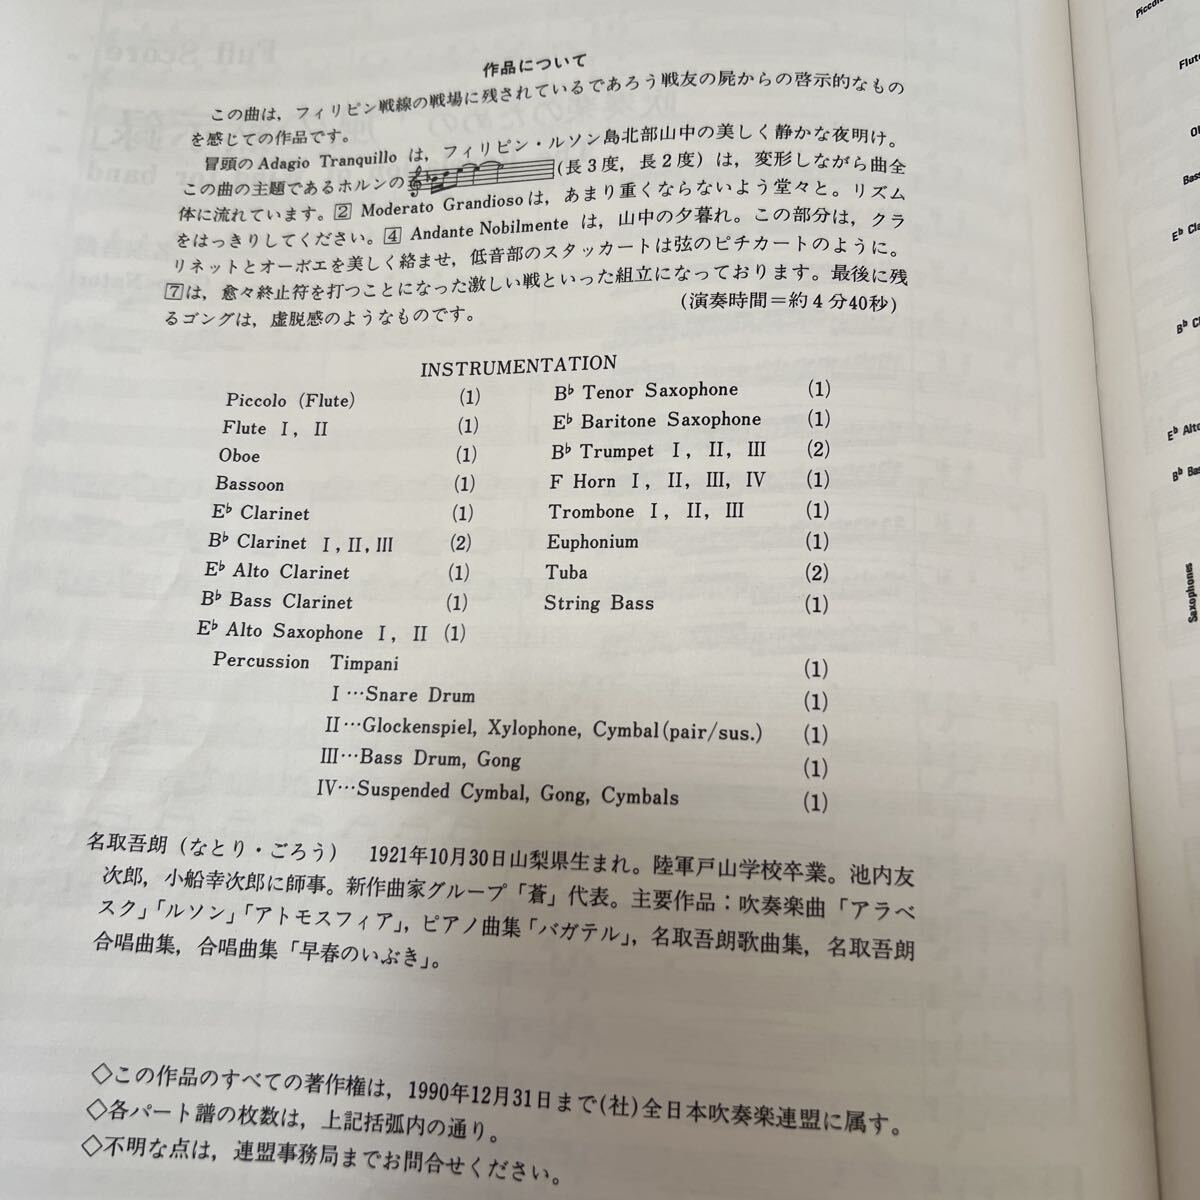 作品について
この曲は，フィリピン戦線の戦場に残されているであろう戦友の屍からの啓示的なもの
を感じての作品です。
冒頭の Adagio Tranquillo は，フィリピン・ルソン島北部山中の美しく静かな夜明け。
この曲の主題であるホルンの (長３度，長２度) は，変形しながら曲全
体に流れています。2 Moderato Grandioso は，あまり重くならないよう堂々と。リズム
をはっきりしてください。4 Andante Nobilmente は，山中の夕暮れ。この部分は，クラ
リネットとオーボエを美しく絡ませ，低音部のスタッカートは弦のピチカートのように。
7 は，愈々終止符を打つことになった激しい戦といった組立になっております。最後に残
るゴングは，虚脱感のようなものです。 (演奏時間＝約４分40秒)
INSTRUMENTATION
Piccolo (Flute) (1)
Flute Ⅰ, Ⅱ (1)
Oboe (1)
Bassoon (1)
E♭ Clarinet (1)
B♭ Clarinet Ⅰ, Ⅱ, Ⅲ (2)
E♭ Alto Clarinet (1)
B♭ Bass Clarinet (1)
E♭ Alto Saxophone Ⅰ, Ⅱ (1)
B♭ Tenor Saxophone (1)
E♭ Baritone Saxophone (1)
B♭ Trumpet Ⅰ, Ⅱ, Ⅲ (2)
F Horn Ⅰ, Ⅱ, Ⅲ, Ⅳ (1)
Trombone Ⅰ, Ⅱ, Ⅲ (1)
Euphonium (1)
Tuba (2)
String Bass (1)
Percussion Timpani (1)
Ⅰ…Snare Drum (1)
Ⅱ…Glockenspiel, Xylophone, Cymbal (pair/sus.) (1)
Ⅲ…Bass Drum, Gong (1)
Ⅳ…Suspended Cymbal, Gong, Cymbals (1)
名取吾朗（なとり・ごろう） 1921年10月30日山梨県生まれ。陸軍戸山学校卒業。池内友
次郎，小船幸次郎に師事。新作曲家グループ「蒼」代表。主要作品：吹奏楽曲「アラベ
スク」「ルソン」「アトモスフィア」，ピアノ曲集「バガテル」，名取吾朗歌曲集，名取吾朗
合唱曲集，合唱曲集「早春のいぶき」。
◇この作品のすべての著作権は，1990年12月31日まで(社)全日本吹奏楽連盟に属す。
◇各パート譜の枚数は，上記括弧内の通り。
◇不明な点は，連盟事務局までお問合せください。
Piccolo
Flute
Bass
E♭ Cla
B♭ Cl
E♭ Alto
B♭ Bas
Saxophones